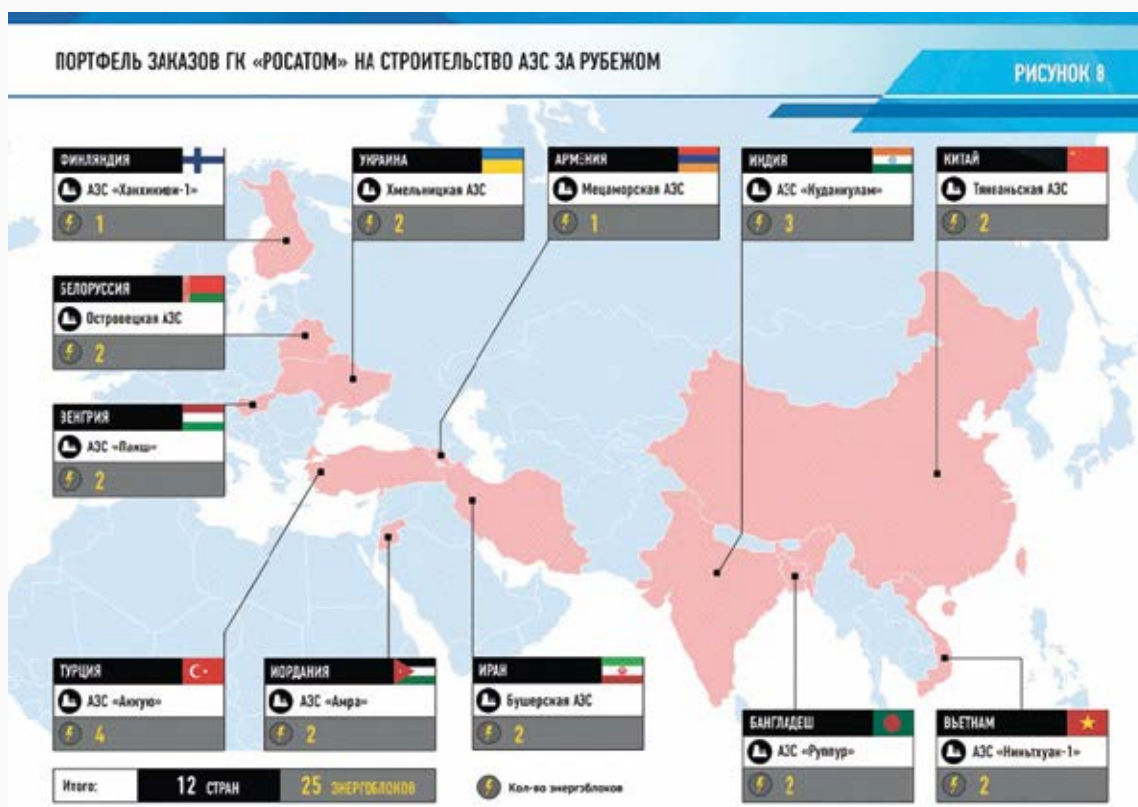 ПОРТФЕЛЬ ЗАКАЗОВ ГК «РОСАТОМ» НА СТРОИТЕЛЬСТВО АЭС ЗА РУБЕЖОМ
РИСУНОК 8
ФИНЛЯНДИЯ
АЭС «Ханхикиви-1»
1
УКРАИНА
Хмельницкая АЭС
2
АРМЕНИЯ
Мецаморская АЭС
1
ИНДИЯ
АЭС «Куданкулам»
3
КИТАЙ
Тянваньская АЭС
2
БЕЛОРУССИЯ
Островецкая АЭС
2
ВЕНГРИЯ
АЭС «Пакш»
2
ТУРЦИЯ
АЭС «Аккую»
4
ИОРДАНИЯ
АЭС «Амра»
2
ИРАН
Бушерская АЭС
2
БАНГЛАДЕШ
АЭС «Руппур»
2
ВЬЕТНАМ
АЭС «Ниньтхуан-1»
2
Итого: 12 СТРАН 25 ЭНЕРГОБЛОКОВ
Кол-во энергоблоков